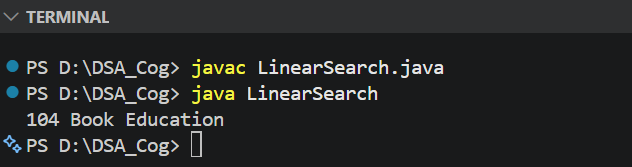 TERMINAL
PS D:\DSA_Cog> javac LinearSearch.java
PS D:\DSA_Cog> java LinearSearch
104 Book Education
PS D:\DSA_Cog>